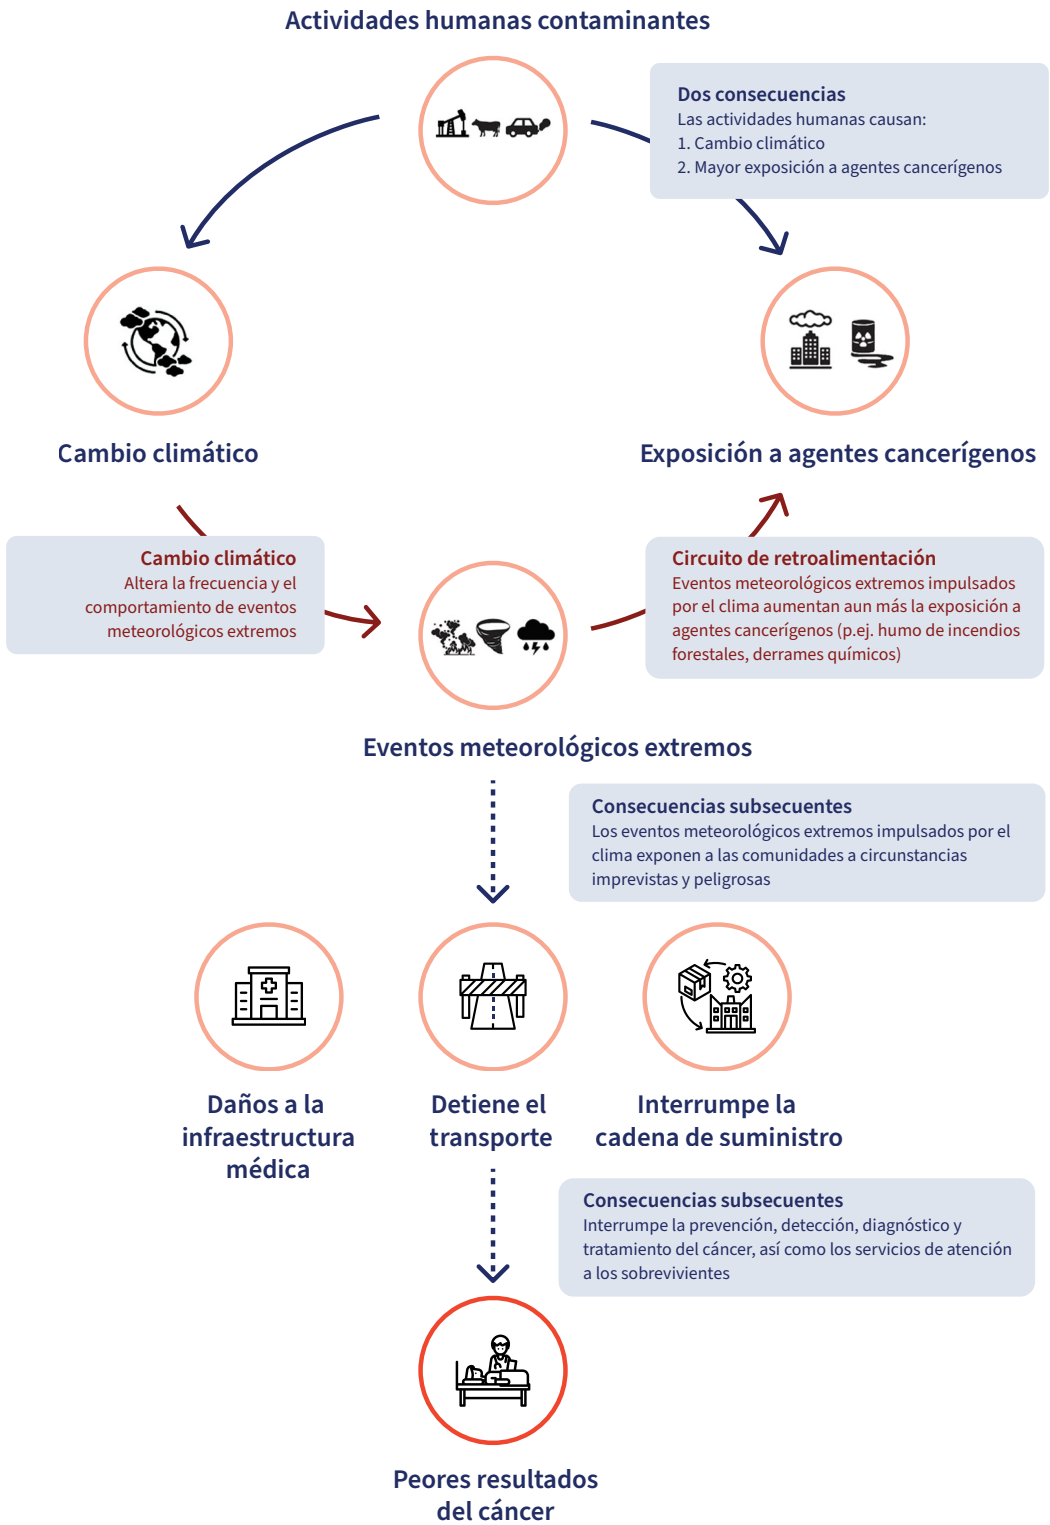 Actividades humanas contaminantes
Dos consecuencias
Las actividades humanas causan:
1. Cambio climático
2. Mayor exposición a agentes cancerígenos
Cambio climático
Exposición a agentes cancerígenos
Cambio climático
Altera la frecuencia y el
comportamiento de eventos
meteorológicos extremos
Circuito de retroalimentación
Eventos meteorológicos extremos impulsados
por el clima aumentan aun más la exposición a
agentes cancerígenos (p.ej. humo de incendios
forestales, derrames químicos)
Eventos meteorológicos extremos
Consecuencias subsecuentes
Los eventos meteorológicos extremos impulsados por el
clima exponen a las comunidades a circunstancias
imprevistas y peligrosas
Daños a la
infraestructura
médica
Detiene el
transporte
Interrumpe la
cadena de suministro
Consecuencias subsecuentes
Interrumpe la prevención, detección, diagnóstico y
tratamiento del cáncer, así como los servicios de atención
a los sobrevivientes
Peores resultados
del cáncer